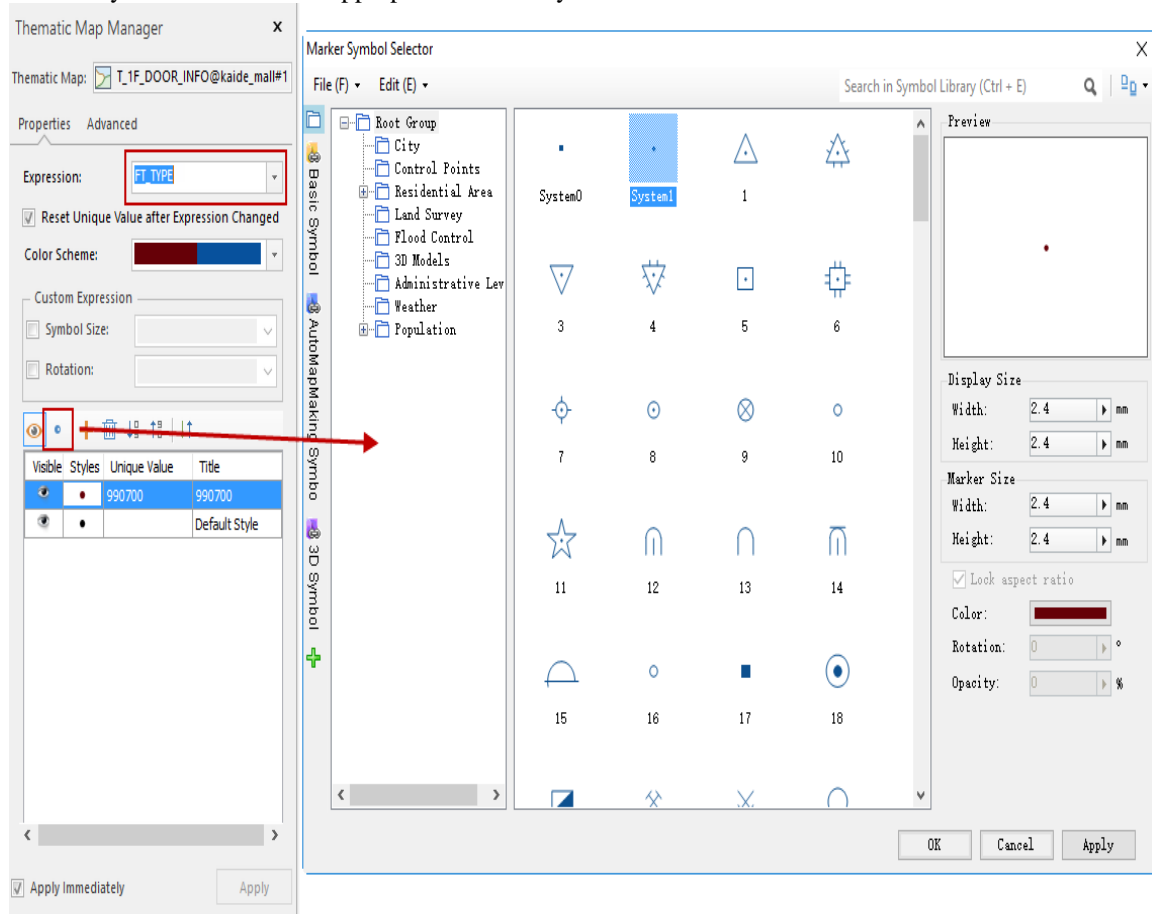 Thematic Map Manager X
Thematic Map: T_1F_DOOR_INFO@kaide_mall#1
Properties Advanced
Expression: FT_TYPE
Reset Unique Value after Expression Changed
Color Scheme:
Custom Expression
Symbol Size:
Rotation:
Visible Styles Unique Value Title
990700 990700
Default Style
Apply Immediately Apply
Marker Symbol Selector X
File (F) Edit (E) Search in Symbol Library (Ctrl + E)
Basic Symbol
AutoMapMaking Symbo
3D Symbol
Root Group
City
Control Points
Residential Area
Land Survey
Flood Control
3D Models
Administrative Lev
Weather
Population
System0 System1 1
3 4 5 6
7 8 9 10
11 12 13 14
15 16 17 18
Preview
Display Size
Width: 2.4 mm
Height: 2.4 mm
Marker Size
Width: 2.4 mm
Height: 2.4 mm
Lock aspect ratio
Color:
Rotation: 0 °
Opacity: 0 %
OK Cancel Apply